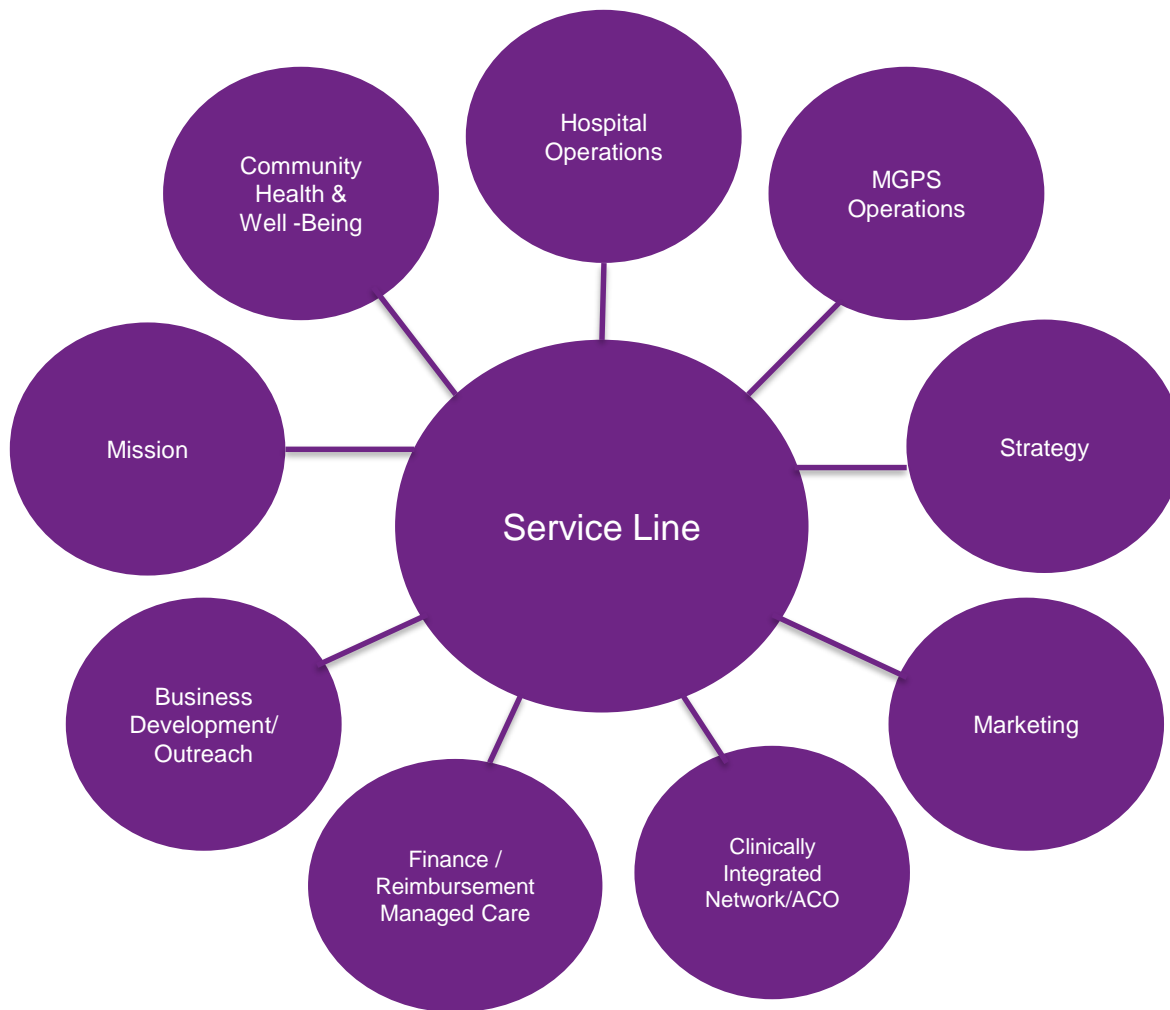 Hospital
Operations
Community
Health &
Well -Being
MGPS
Operations
Mission
Strategy
Service Line
Business
Development/
Outreach
Marketing
Finance /
Reimbursement
Managed Care
Clinically
Integrated
Network/ACO